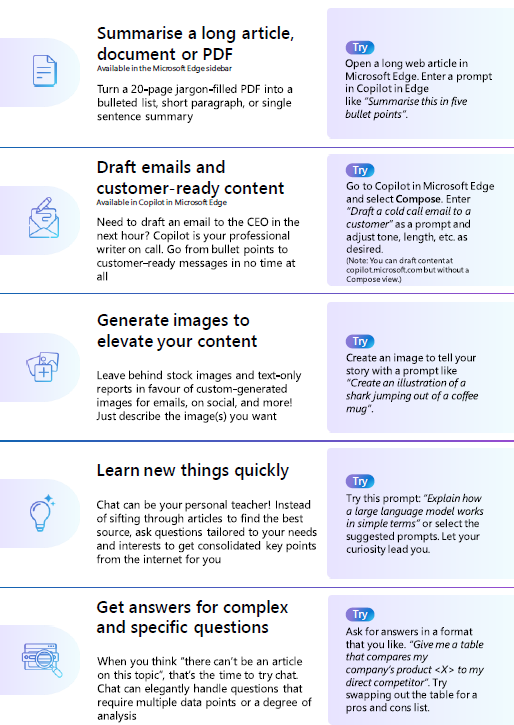 Summarise a long article,
document or PDF
Available in the Microsoft Edge sidebar
Turn a 20-page jargon-filled PDF into a
bulleted list, short paragraph, or single
sentence summary
Try
Open a long web article in
Microsoft Edge. Enter a prompt
in Copilot in Edge
like “Summarise this in five
bullet points”.
Draft emails and
customer-ready content
Available in Copilot in Microsoft Edge
Need to draft an email to the CEO in the
next hour? Copilot is your professional
writer on call. Go from bullet points to
customer-ready messages in no time at
all
Try
Go to Copilot in Microsoft Edge
and select Compose. Enter
“Draft a cold call email to a
customer” as a prompt and
adjust tone, length, etc. as
desired.
(Note: You can draft content at
copilot.microsoft.com but without a
Compose view.)
Generate images to
elevate your content
Leave behind stock images and text-only
reports in favour of custom-generated
images for emails, on social, and more!
Just describe the image(s) you want
Try
Create an image to tell your
story with a prompt like
“Create an illustration of a
shark jumping out of a coffee
mug”.
Learn new things quickly
Chat can be your personal teacher! Instead
of sifting through articles to find the best
source, ask questions tailored to your needs
and interests to get consolidated key points
from the internet for you
Try
Try this prompt: “Explain how
a large language model works
in simple terms” or select the
suggested prompts. Let your
curiosity lead you.
Get answers for complex
and specific questions
When you think “there can’t be an article
on this topic”, that’s the time to try chat.
Chat can elegantly handle questions that
require multiple data points or a degree of
analysis
Try
Ask for answers in a format
that you like. “Give me a table
that compares my
company’s product <X> to my
direct competitor”. Try
swapping out the table for a
pros and cons list.